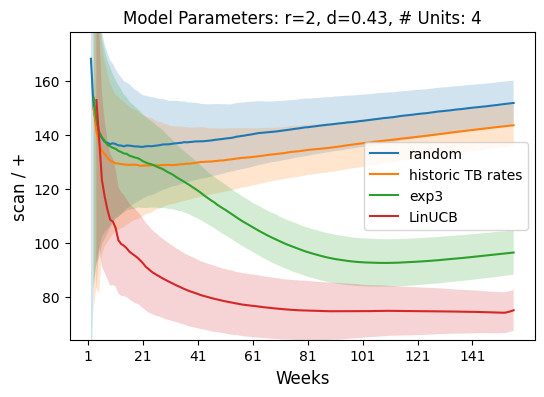 Model Parameters: r=2, d=0.43, # Units: 4
scan / +
160
140
120
100
80
random
historic TB rates
exp3
LinUCB
1 21 41 61 81 101 121 141
Weeks